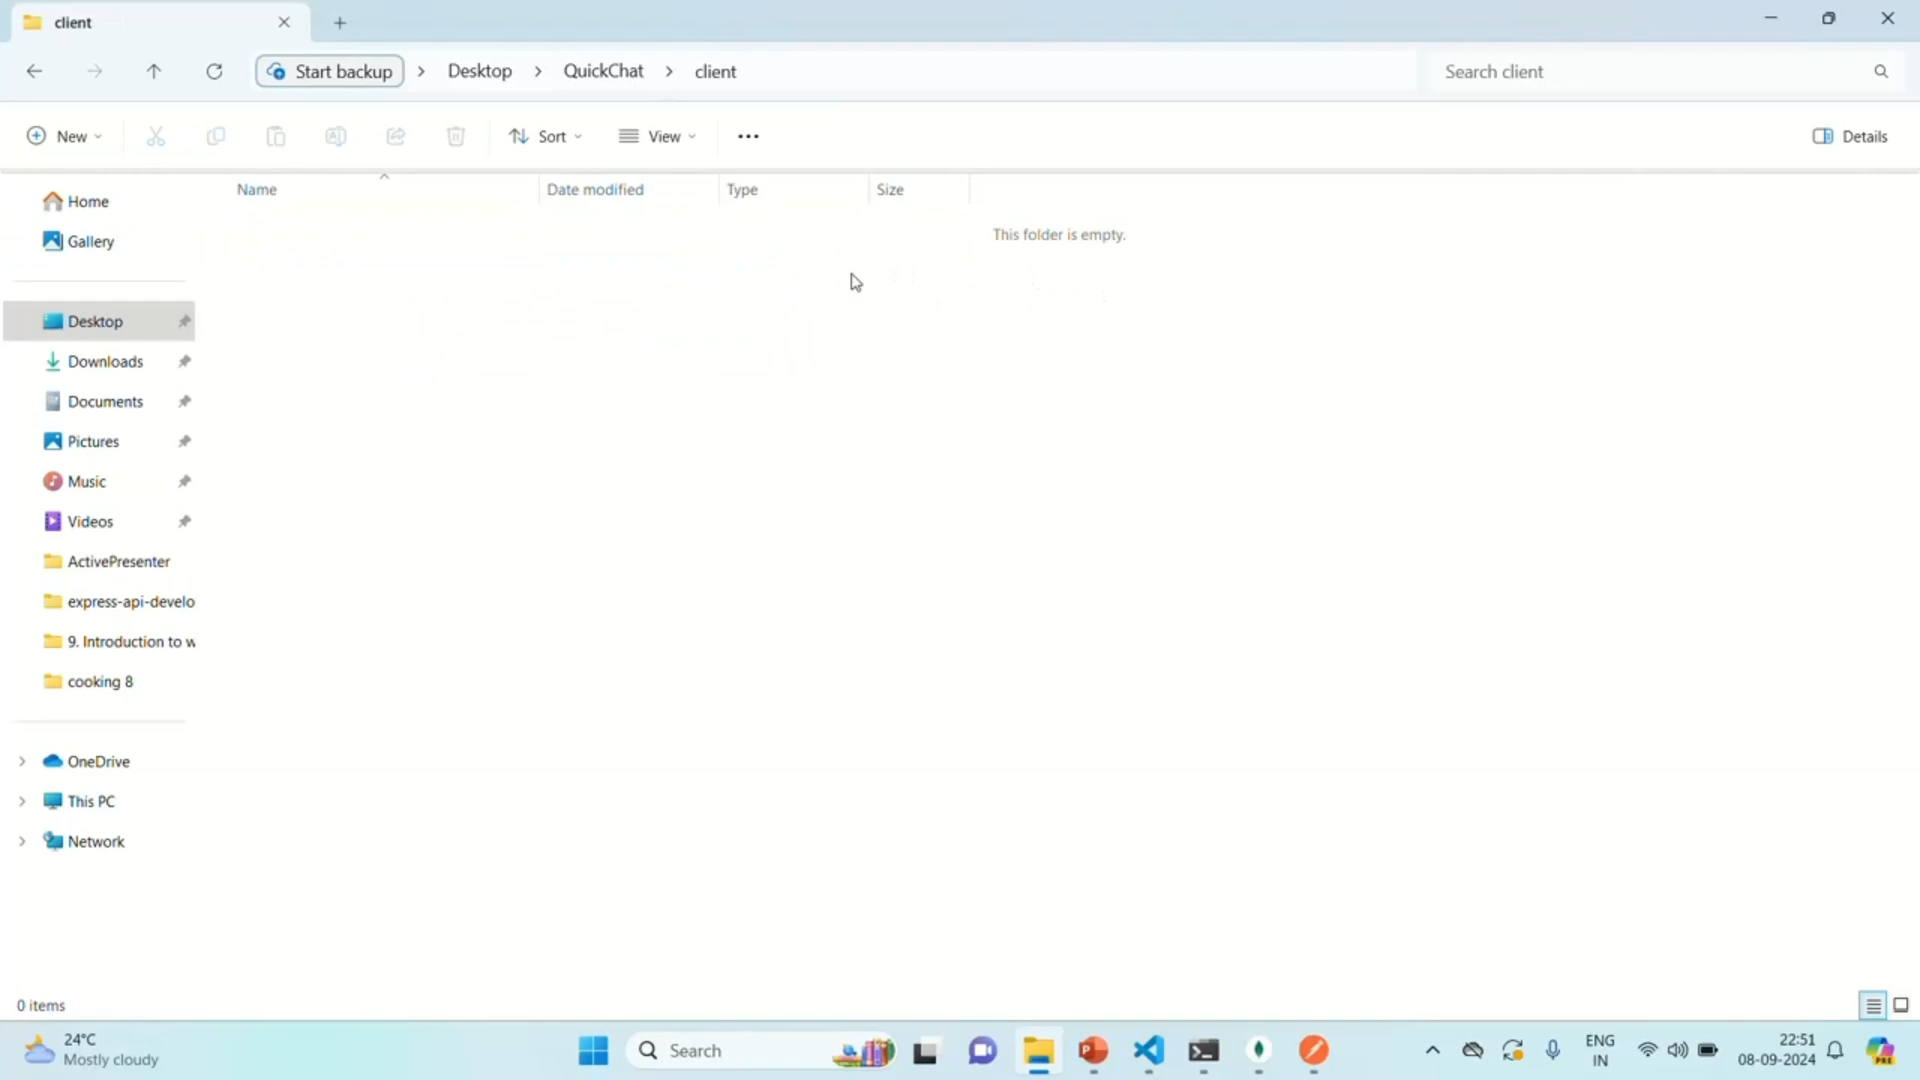 client
Start backup
Desktop
QuickChat
client
Search client
New
Sort
View
Details
Name
Date modified
Type
Size
Home
This folder is empty.
Gallery
Desktop
Downloads
Documents
Pictures
Music
Videos
ActivePresenter
express-api-develo
9. Introduction to w
cooking 8
OneDrive
This PC
Network
0 items
24°C
Mostly cloudy
Search
ENG
IN
22:51
08-09-2024
PRE